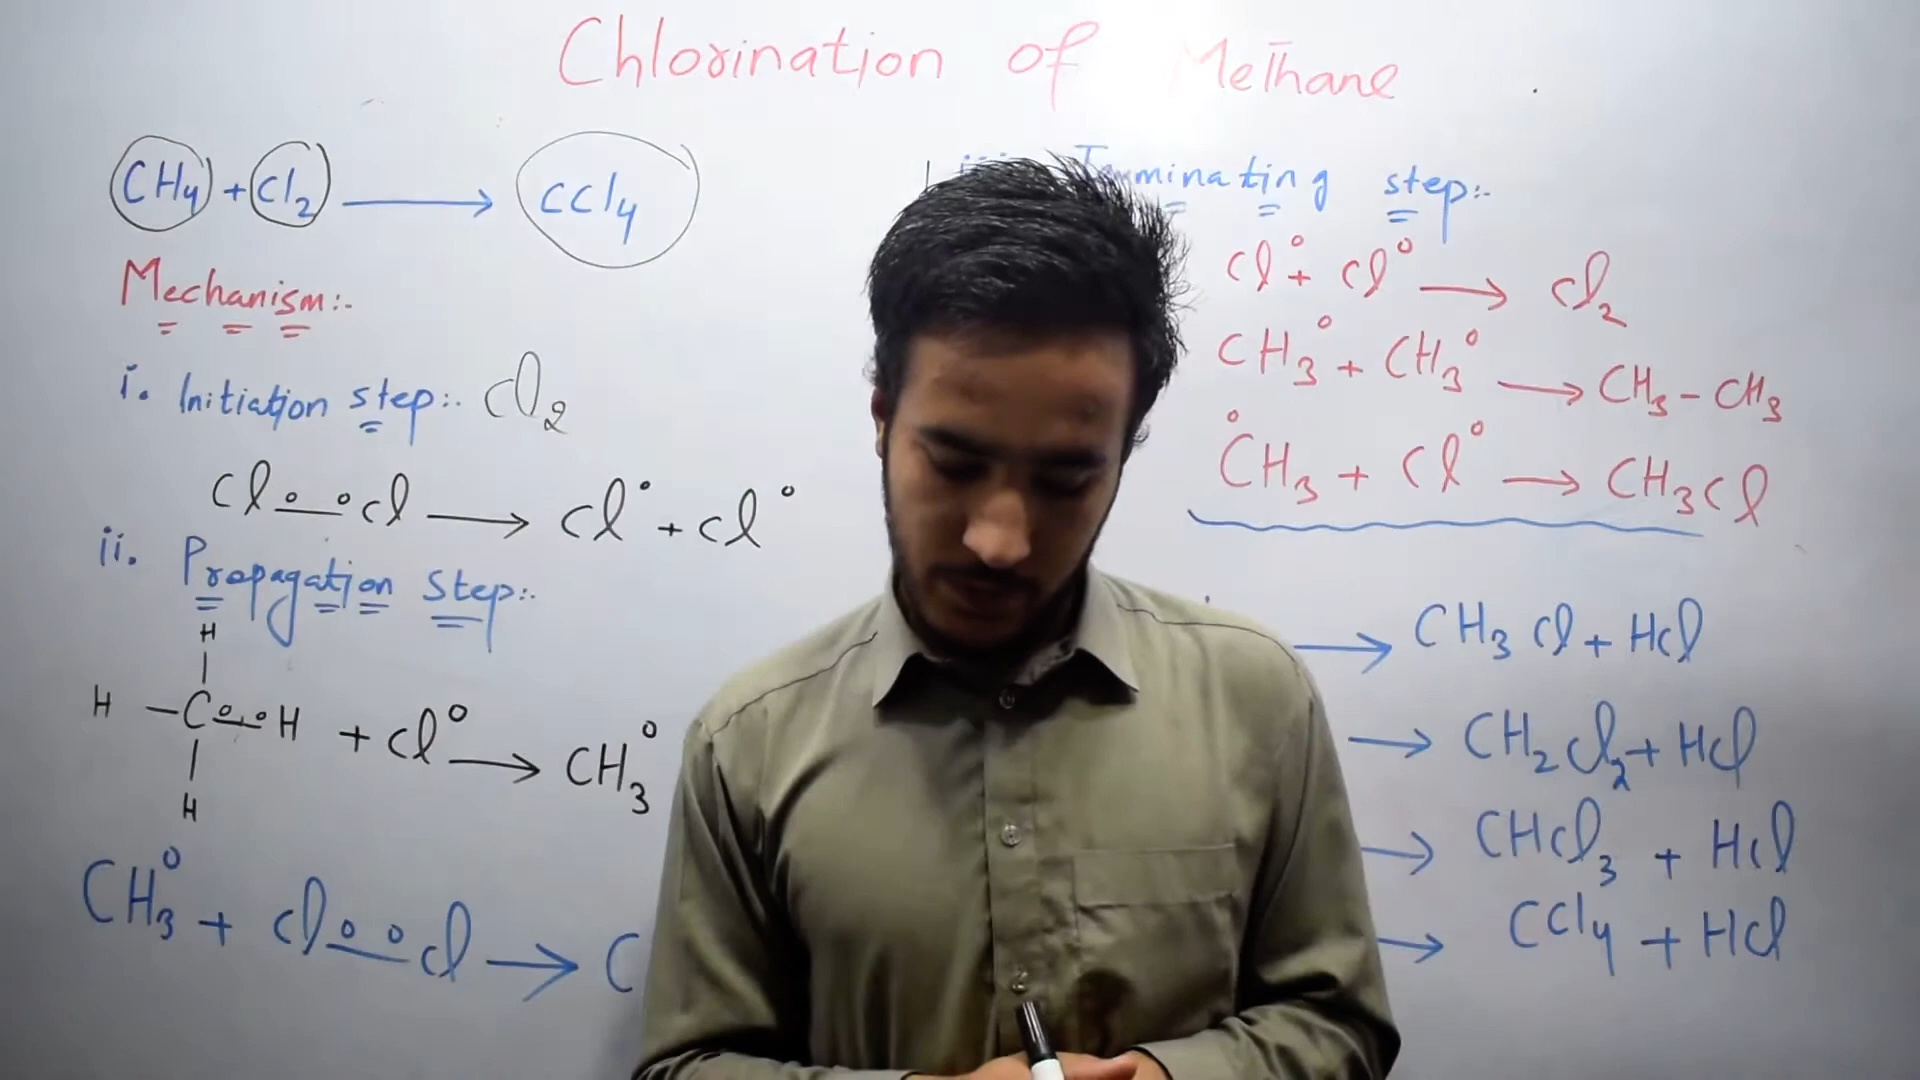 Chlorination of Methane
CH4 + Cl2 ⟶ CCl4
Mechanism:-
i. Initiation step:- Cl2
Cl°—°Cl ⟶ Cl° + Cl°
ii. Propagation step:-
H
|
H —C°—°H + Cl° ⟶ CH3°
|
H
CH3° + Cl°—°Cl ⟶ C
iii. Terminating step:-
Cl° + Cl° ⟶ Cl2
CH3° + CH3° ⟶ CH3-CH3
°CH3 + Cl° ⟶ CH3Cl
⟶ CH3Cl + HCl
⟶ CH2Cl2 + HCl
⟶ CHCl3 + HCl
⟶ CCl4 + HCl